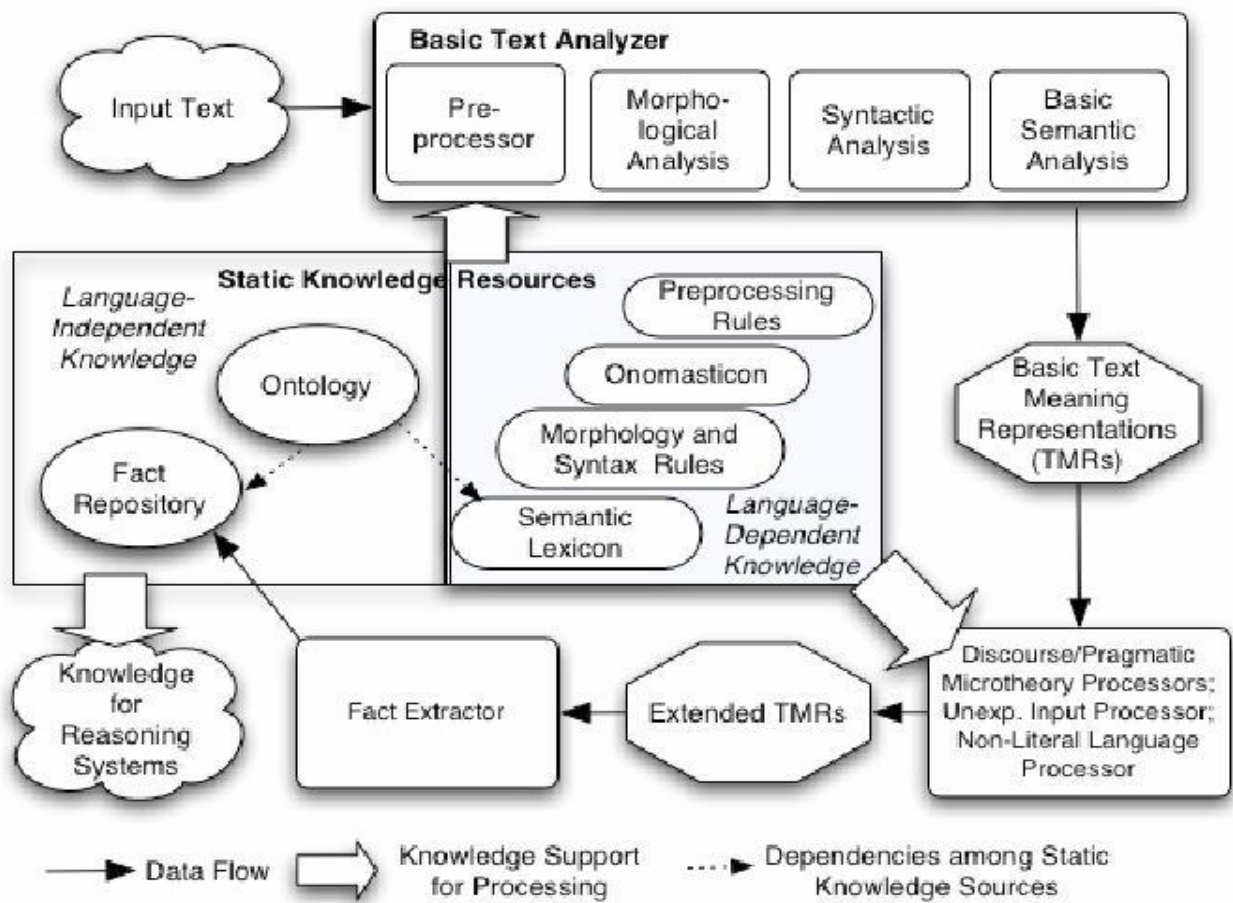 Basic Text Analyzer
Input Text
Pre-
processor
Morpho-
logical
Analysis
Syntactic
Analysis
Basic
Semantic
Analysis
Static Knowledge Resources
Language-
Independent
Knowledge
Ontology
Fact
Repository
Preprocessing
Rules
Onomasticon
Morphology and
Syntax Rules
Semantic
Lexicon
Language-
Dependent
Knowledge
Basic Text
Meaning
Representations
(TMRs)
Knowledge
for
Reasoning
Systems
Fact Extractor
Extended TMRs
Discourse/Pragmatic
Microtheory Processors;
Unexp. Input Processor;
Non-Literal Language
Processor
Data Flow
Knowledge Support
for Processing
Dependencies among Static
Knowledge Sources